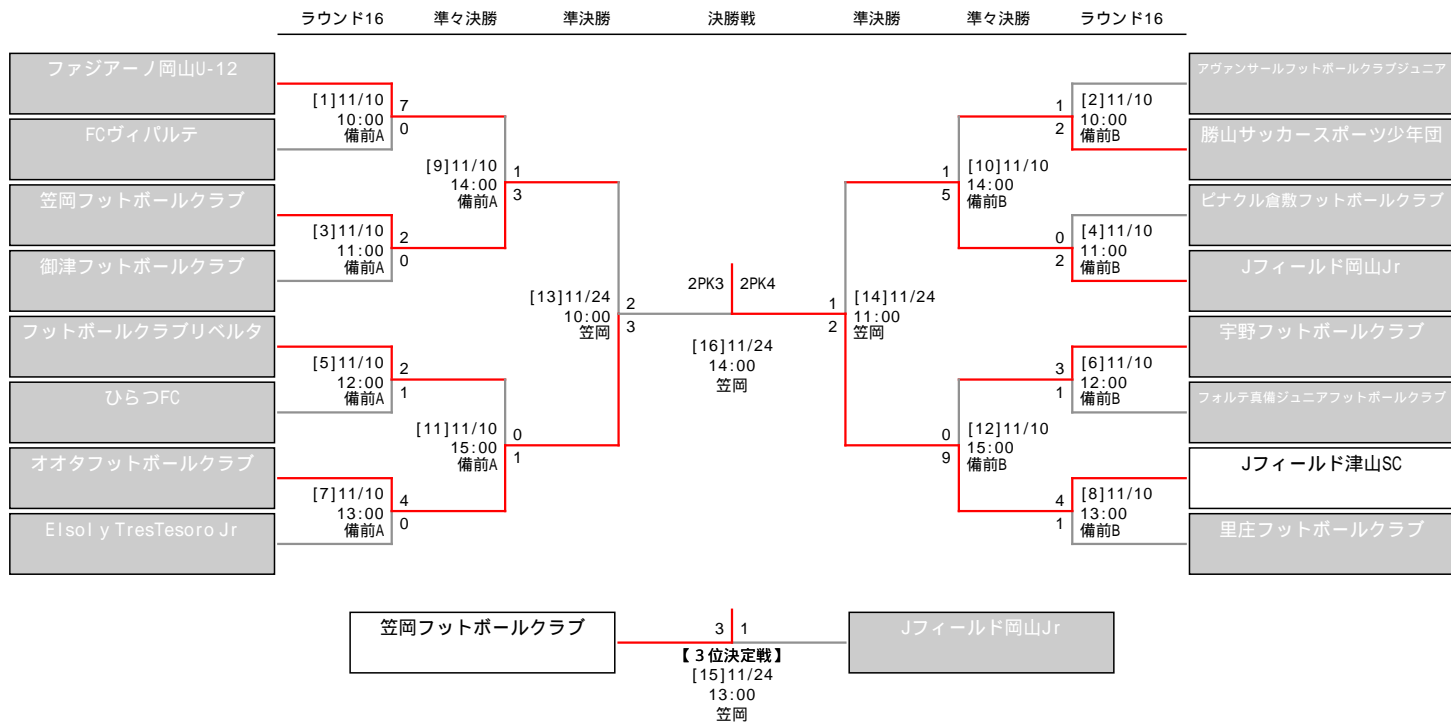 ラウンド16 準々決勝 準決勝 決勝戦 準決勝 準々決勝 ラウンド16
ファジアーノ岡山U-12
FCヴィパルテ
笠岡フットボールクラブ
御津フットボールクラブ
フットボールクラブリベルタ
ひらつFC
オオタフットボールクラブ
Elsol y TresTesoro Jr
[1]11/10
10:00
備前A
7
0
[3]11/10
11:00
備前A
2
0
[5]11/10
12:00
備前A
2
1
[7]11/10
13:00
備前A
4
0
[9]11/10
14:00
備前A
1
3
[11]11/10
15:00
備前A
0
1
[13]11/24
10:00
笠岡
2
3
2PK3 2PK4
[16]11/24
14:00
笠岡
1
2
[14]11/24
11:00
笠岡
1
5
[10]11/10
14:00
備前B
0
9
[12]11/10
15:00
備前B
1
2
[2]11/10
10:00
備前B
0
2
[4]11/10
11:00
備前B
3
1
[6]11/10
12:00
備前B
4
1
[8]11/10
13:00
備前B
アヴァンサールフットボールクラブジュニア
勝山サッカースポーツ少年団
ピナクル倉敷フットボールクラブ
Jフィールド岡山Jr
宇野フットボールクラブ
フォルテ真備ジュニアフットボールクラブ
Jフィールド津山SC
里庄フットボールクラブ
笠岡フットボールクラブ
3 1
Jフィールド岡山Jr
【3位決定戦】
[15]11/24
13:00
笠岡